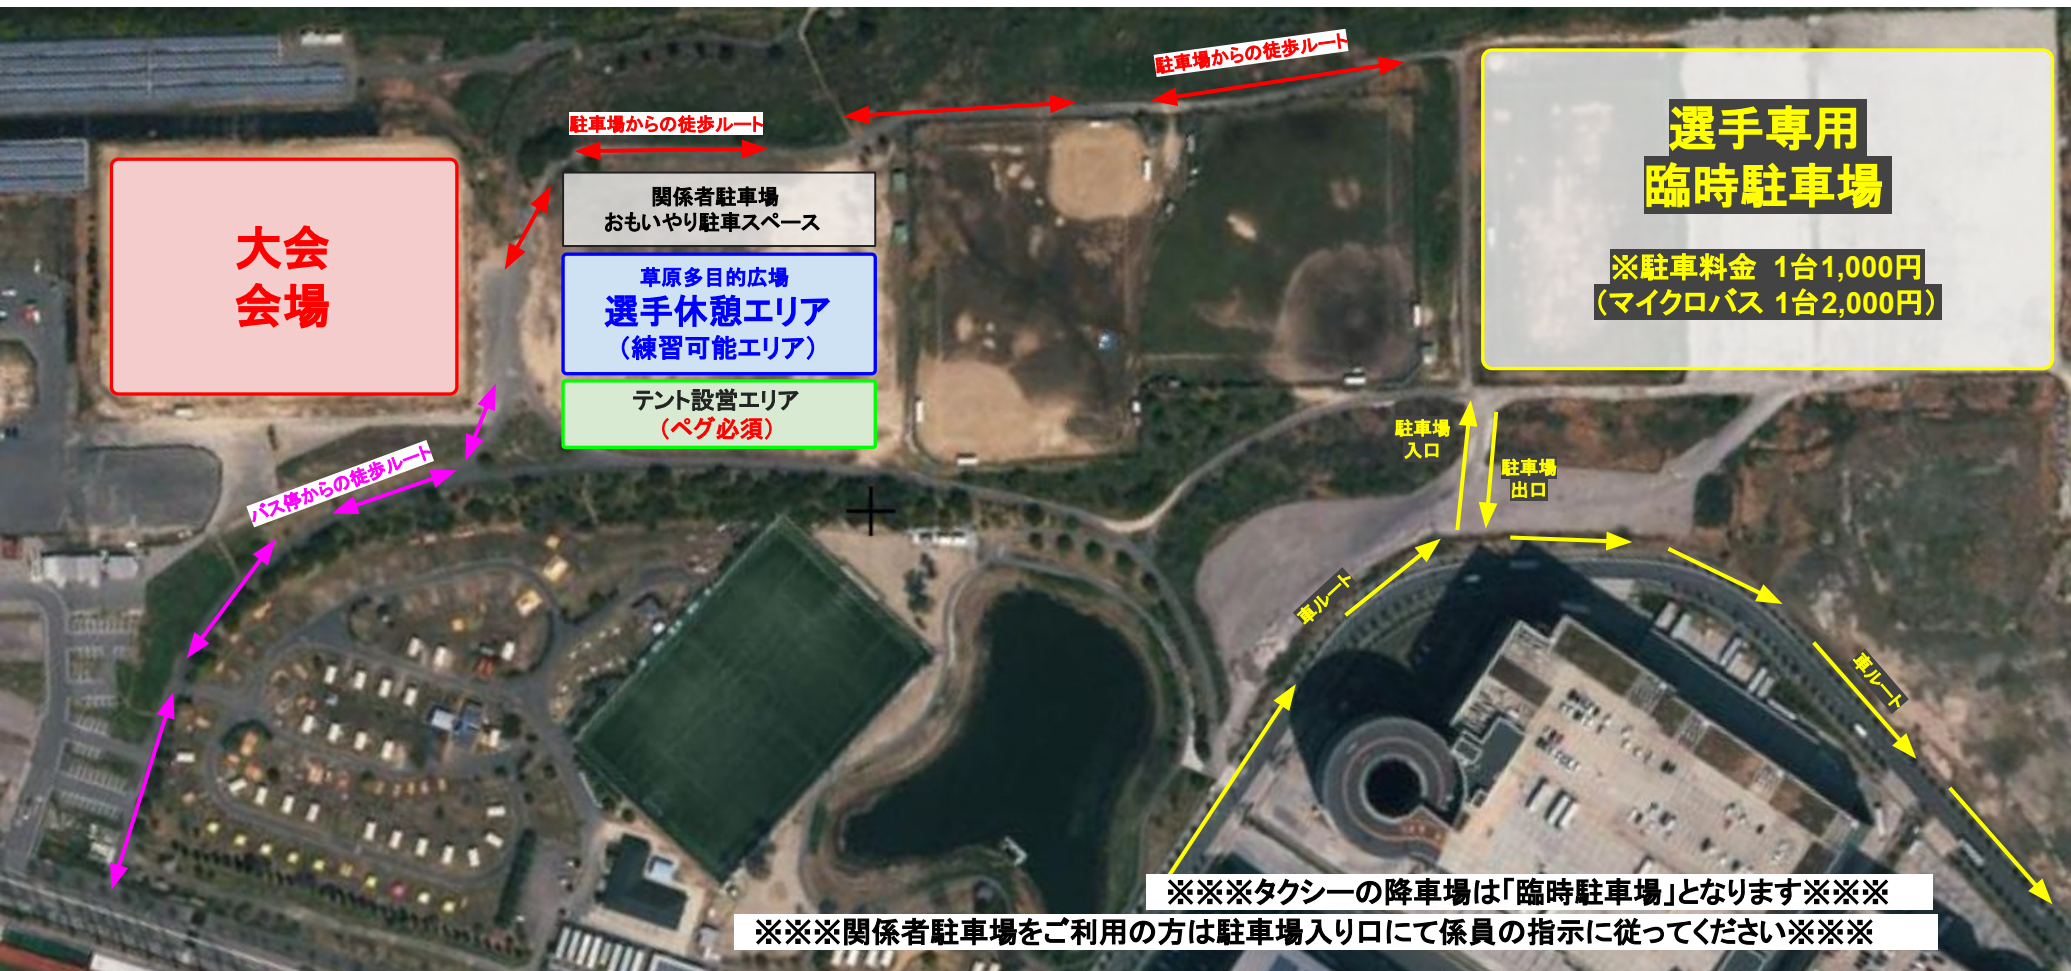 駐車場からの徒歩ルート
駐車場からの徒歩ルート
選手専用
臨時駐車場
※駐車料金 1台1,000円
（マイクロバス 1台2,000円）
大会
会場
関係者駐車場
おもいやり駐車スペース
草原多目的広場
選手休憩エリア
（練習可能エリア）
テント設営エリア
（ペグ必須）
バス停からの徒歩ルート
駐車場
入口
駐車場
出口
車ルート
車ルート
※※※タクシーの降車場は「臨時駐車場」となります※※※
※※※関係者駐車場をご利用の方は駐車場入り口にて係員の指示に従ってください※※※